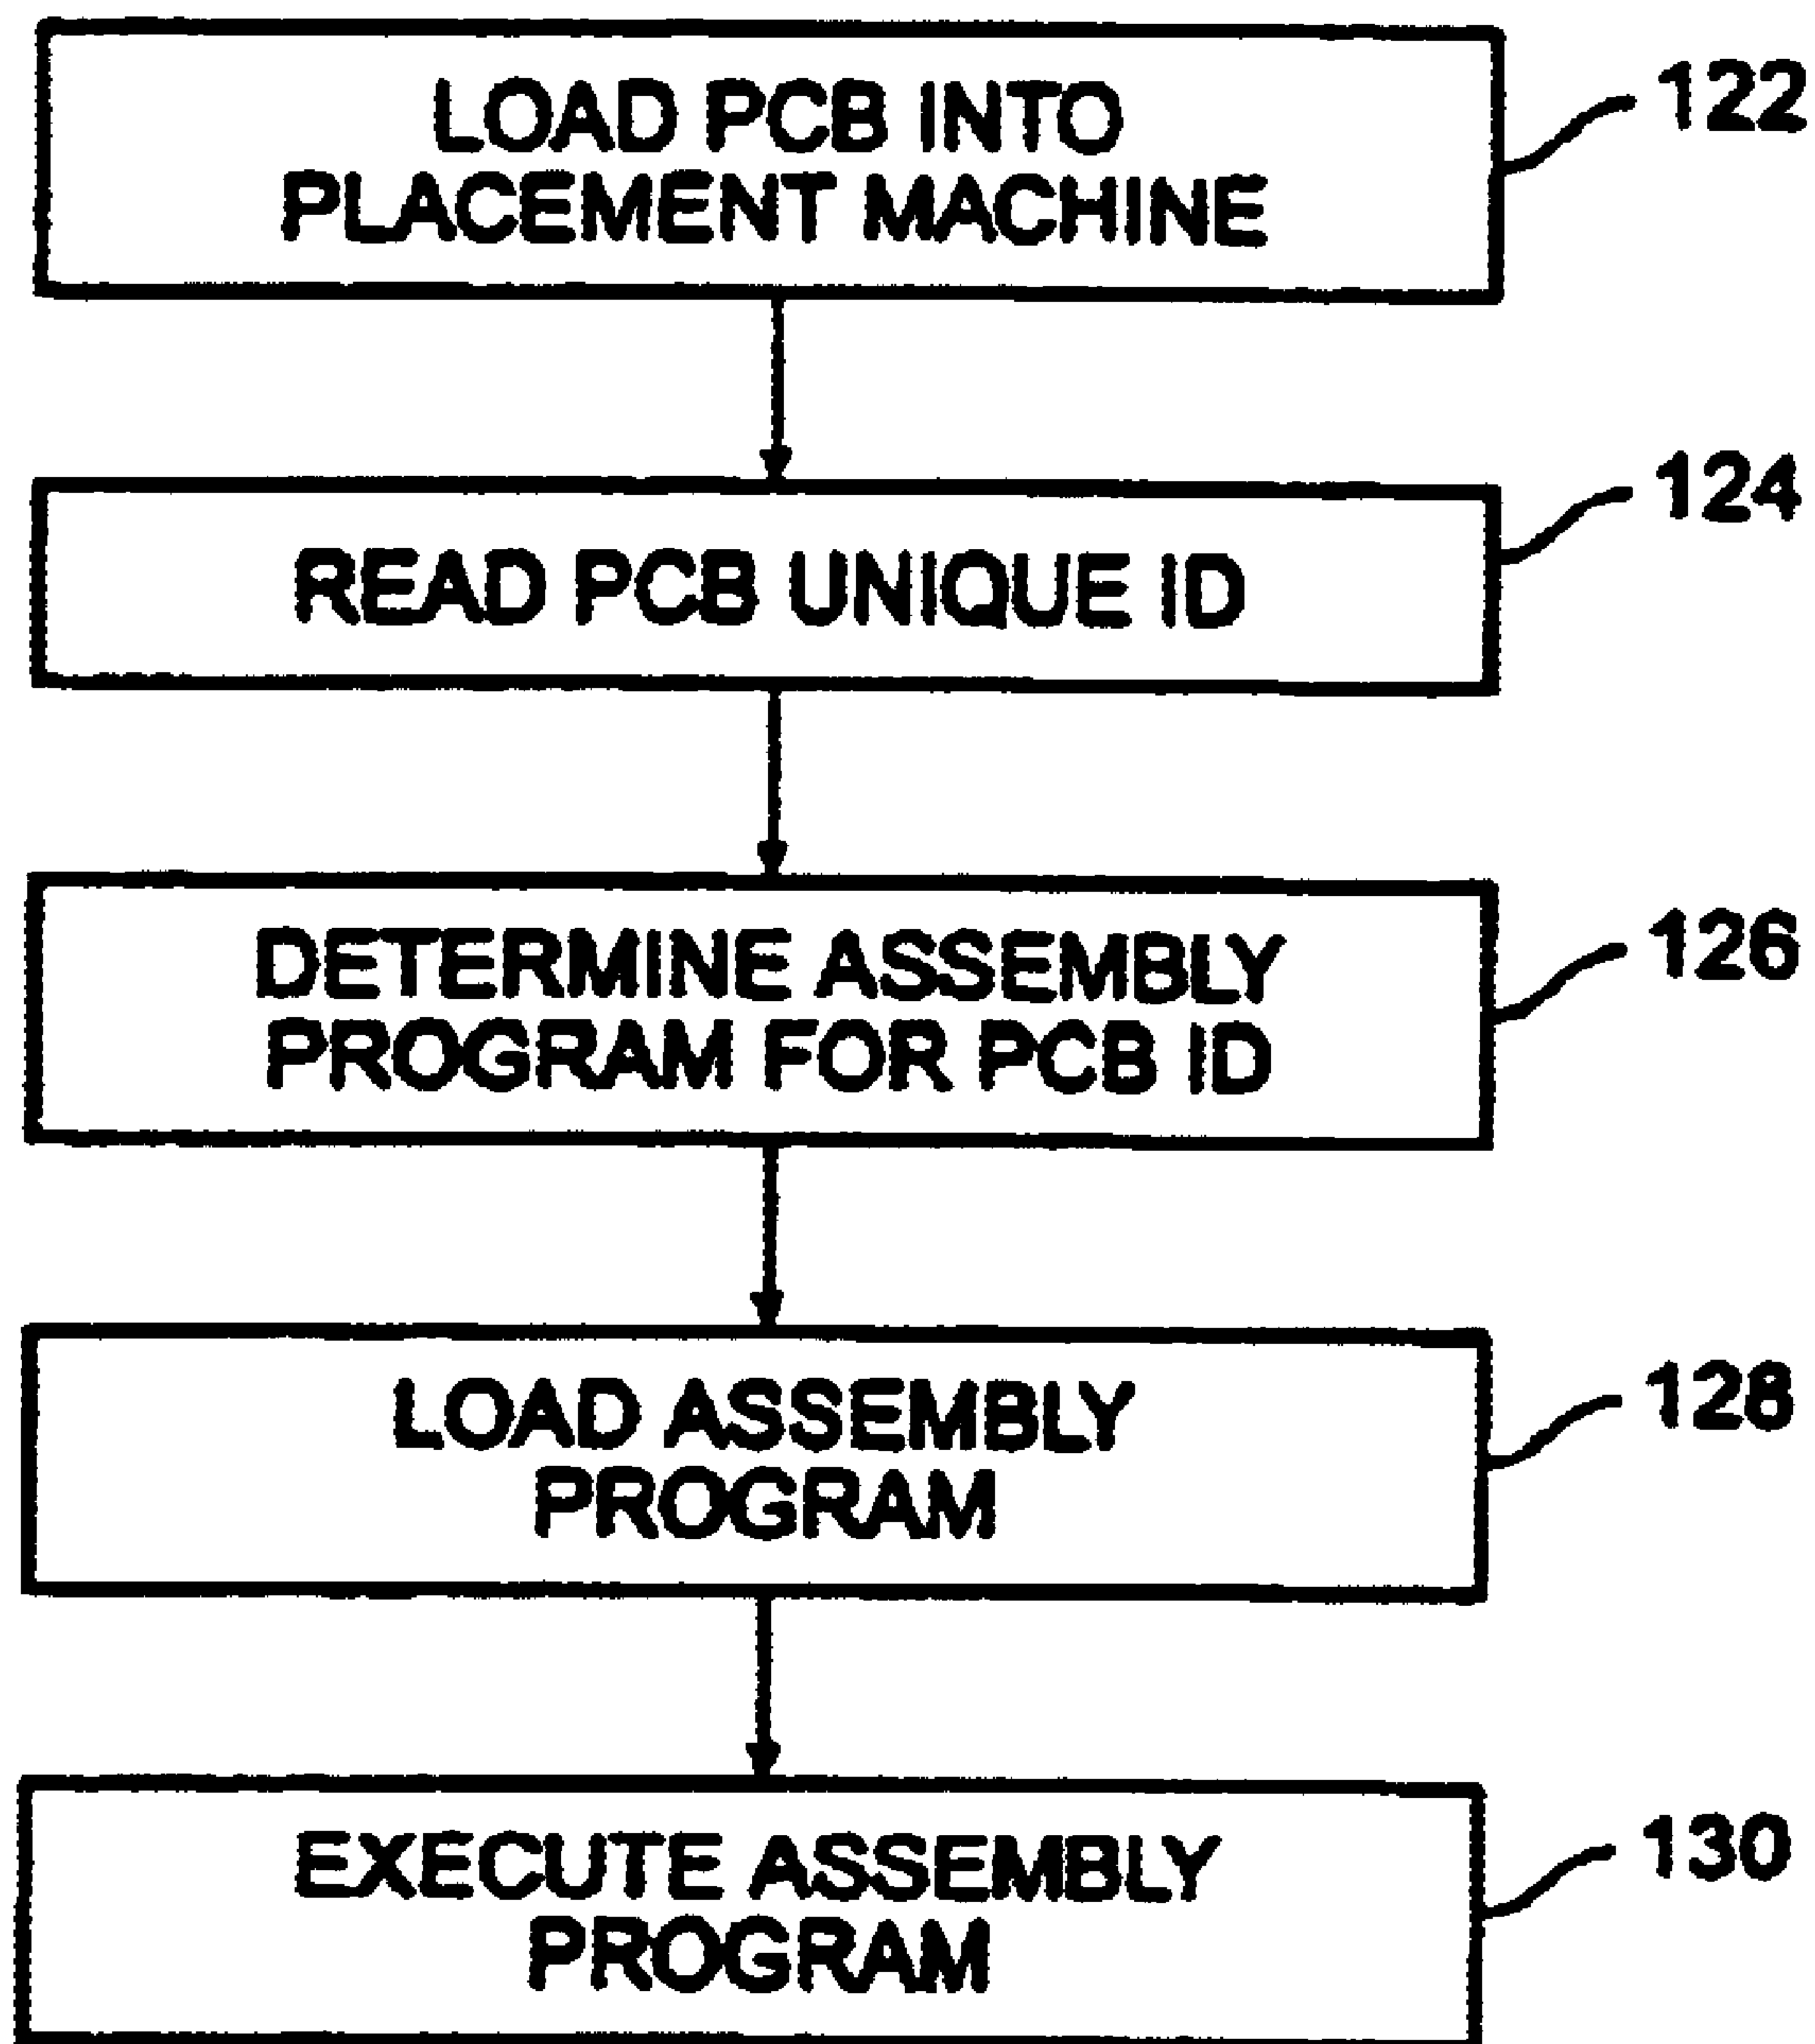 LOAD PCB INTO
PLACEMENT MACHINE
122
READ PCB UNIQUE ID
124
DETERMINE ASSEMBLY
PROGRAM FOR PCB ID
126
LOAD ASSEMBLY
PROGRAM
128
EXECUTE ASSEMBLY
PROGRAM
130